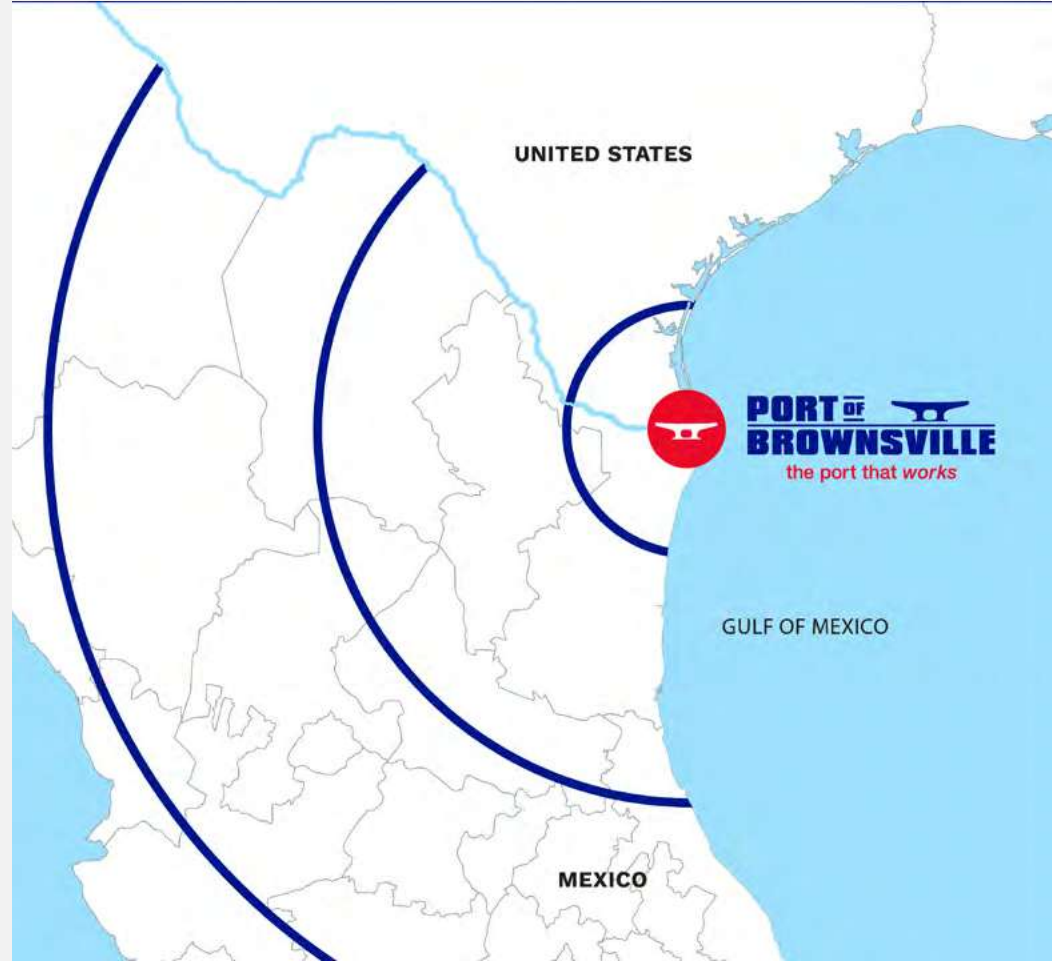 UNITED STATES
PORT OF
BROWNSVILLE
the port that works
GULF OF MEXICO
MEXICO